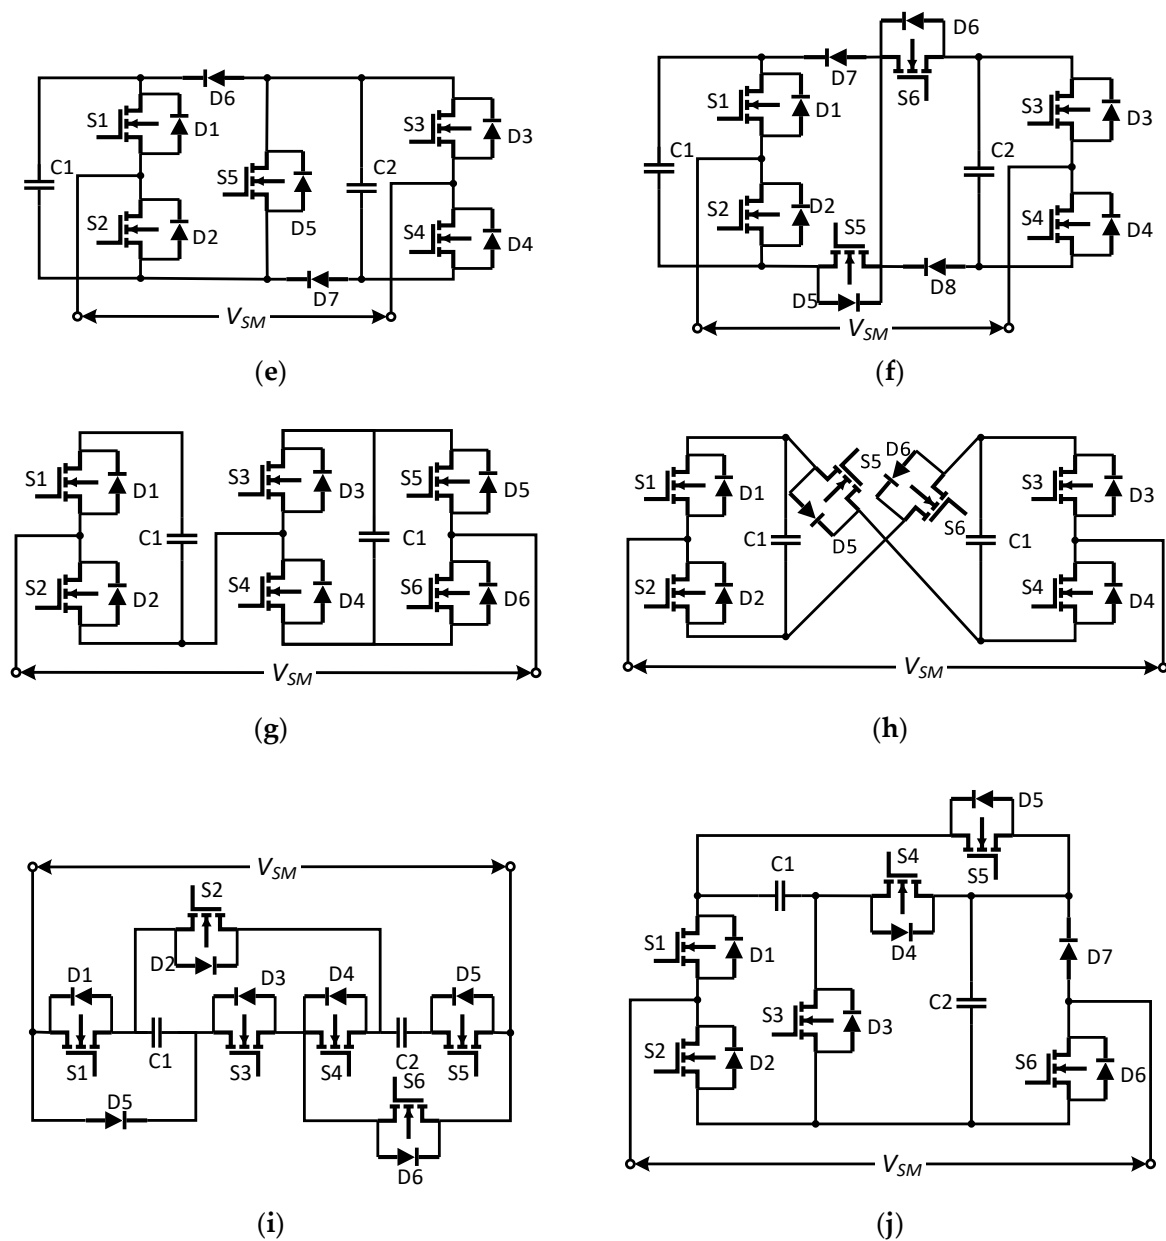 D6
S1
D1
S3
D3
C1
S5
C2
S2
D2
D5
S4
D4
D7
VSM
(e)
D6
D7
S6
S1
D1
S3
D3
C1
C2
S2
D2
S5
S4
D4
D5
D8
VSM
(f)
S1
D1
S3
D3
S5
D5
C1
C1
S2
D2
S4
D4
S6
D6
VSM
(g)
S1
D1
S5
D6
S3
D3
C1
D5
S6
C1
S2
D2
S4
D4
VSM
(h)
VSM
S2
D2
D1
D3
D4
D5
C1
C2
S1
S3
S4
S5
D5
S6
D6
(i)
D5
S5
C1
S4
S1
D1
D4
D7
S3
D3
C2
S2
D2
S6
D6
VSM
(j)